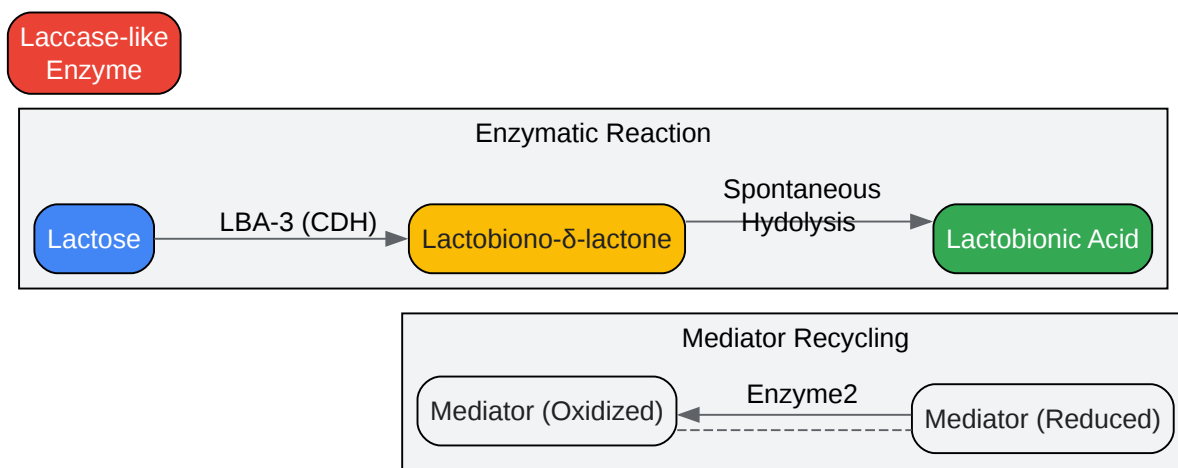 Laccase-like
Enzyme
Enzymatic Reaction
Lactose
LBA-3 (CDH)
Lactobiono-δ-lactone
Spontaneous
Hydolysis
Lactobionic Acid
Mediator Recycling
Mediator (Oxidized)
Enzyme2
Mediator (Reduced)